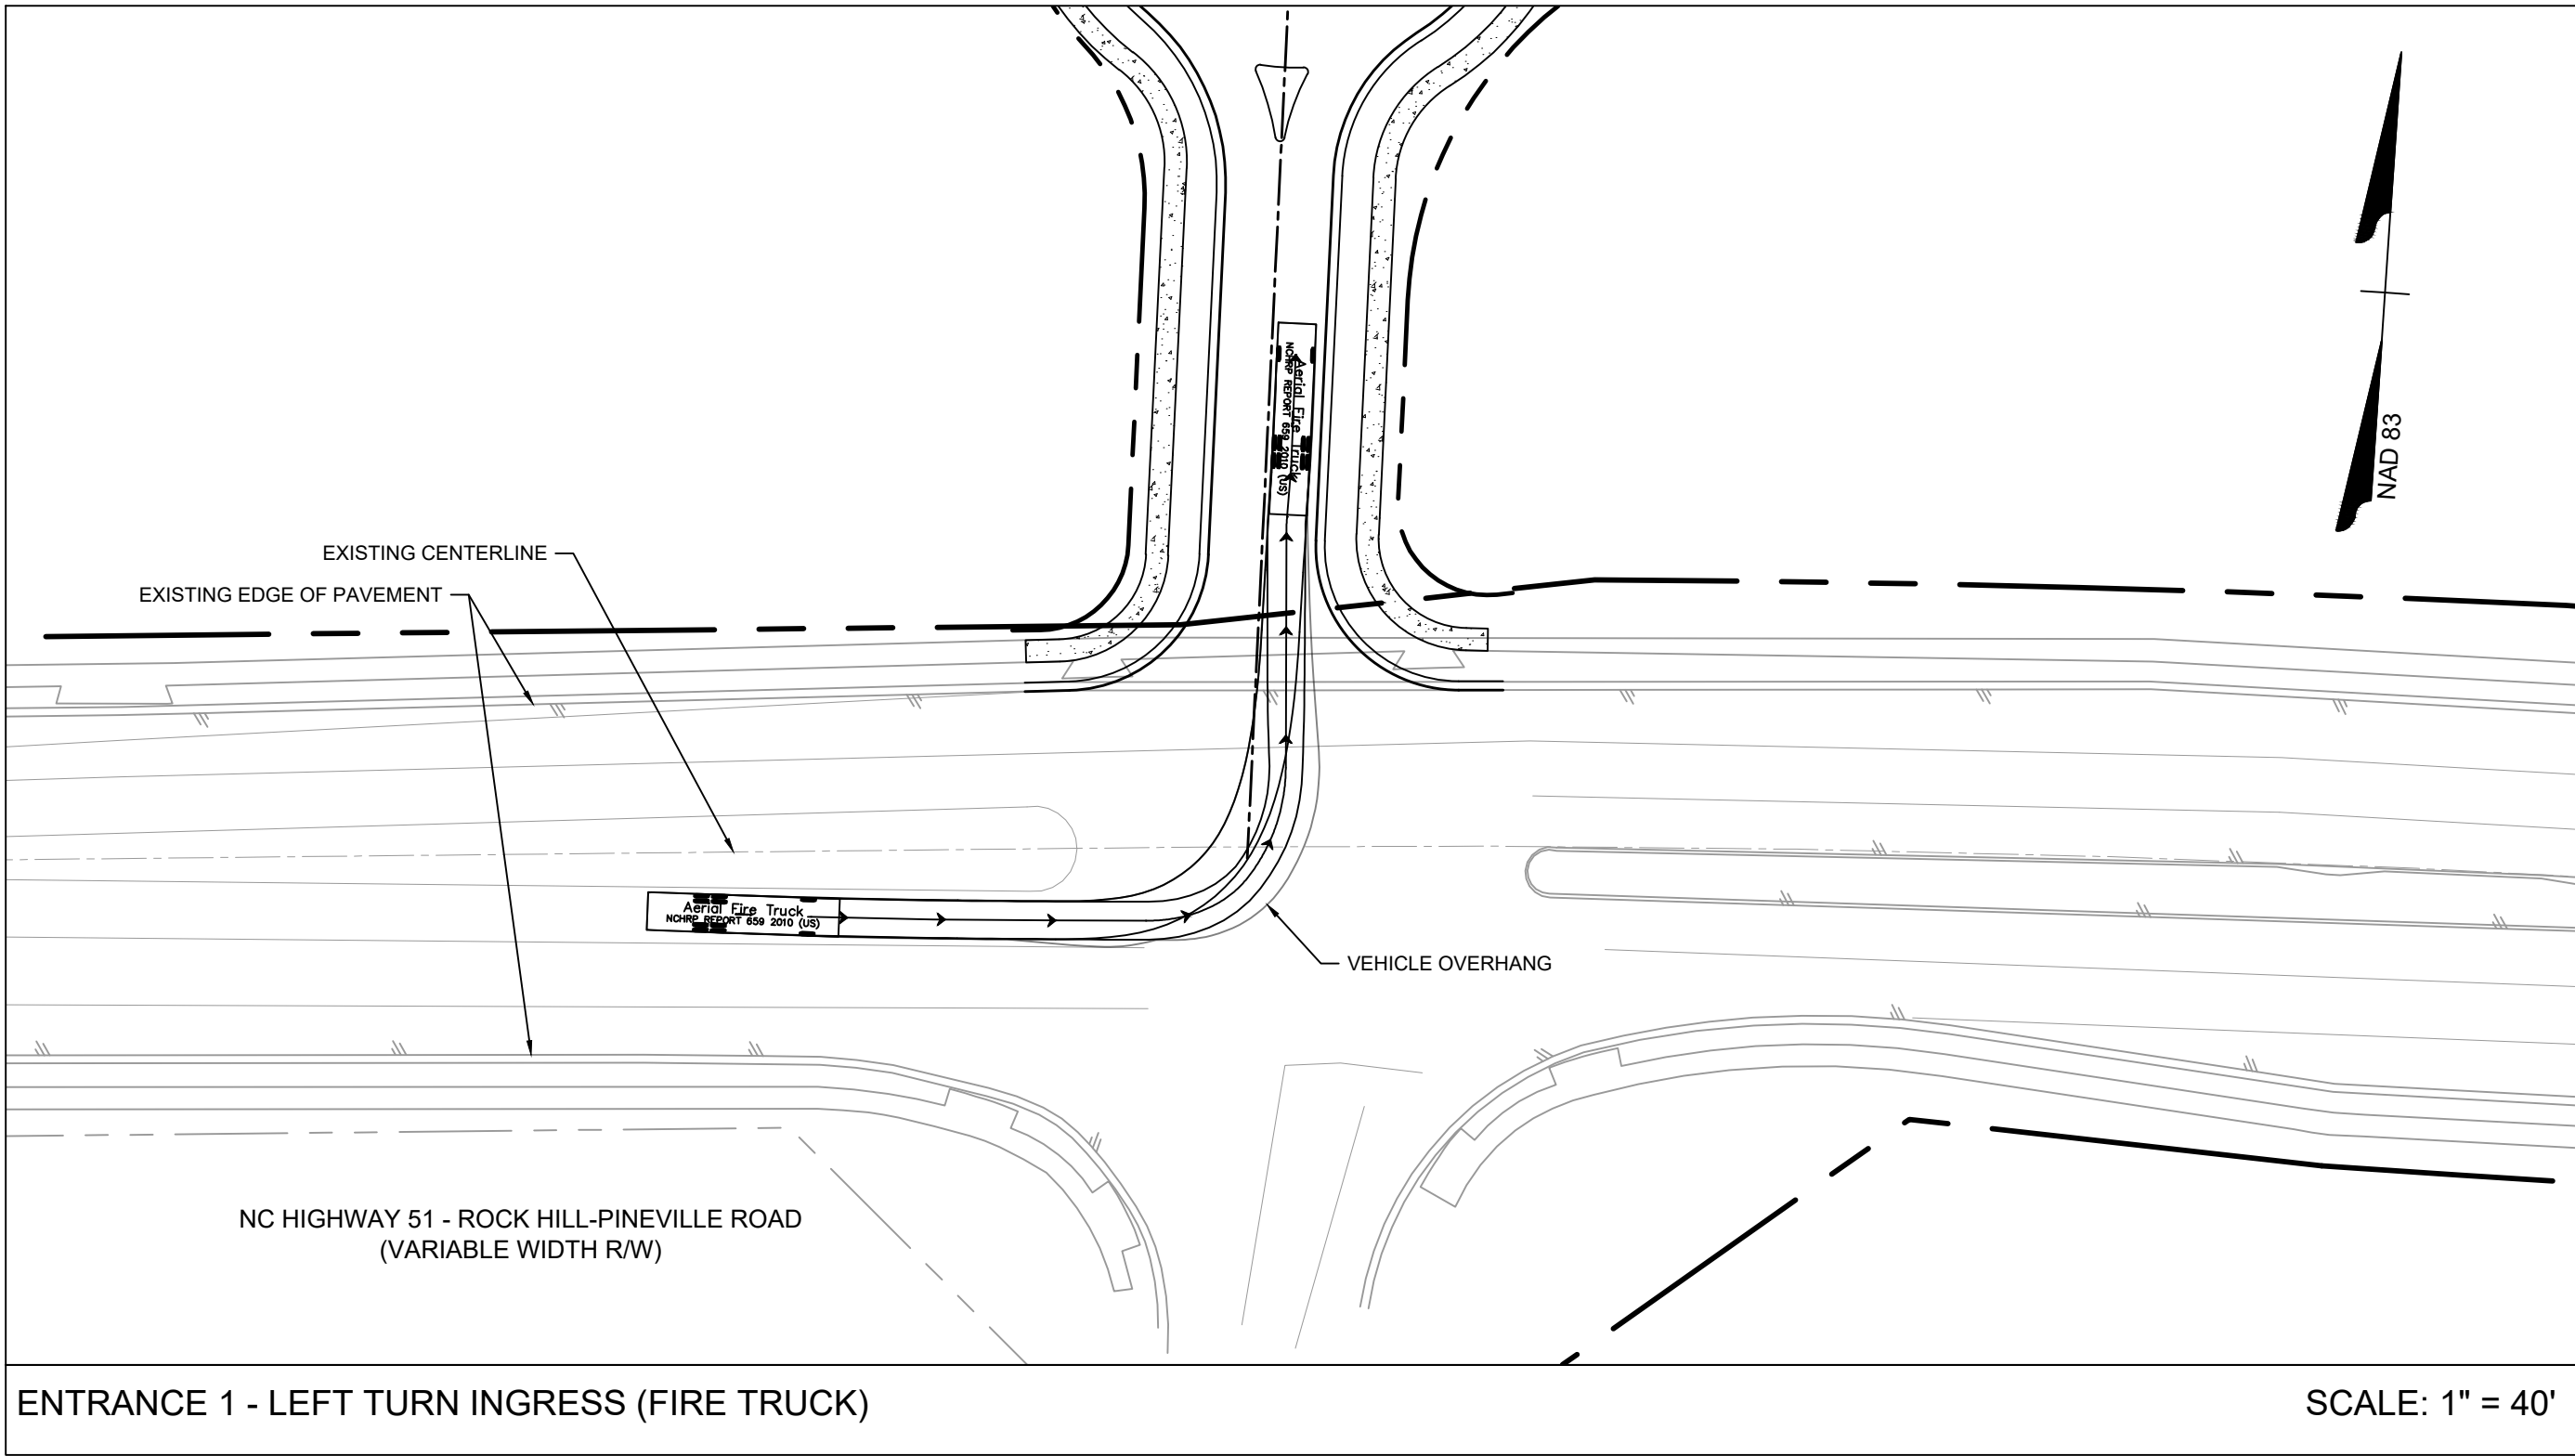 NAD 83
Aerial Fire Truck
NCHRP REPORT 659 2010 (US)
EXISTING CENTERLINE
EXISTING EDGE OF PAVEMENT
Aerial Fire Truck
NCHRP REPORT 659 2010 (US)
VEHICLE OVERHANG
NC HIGHWAY 51 - ROCK HILL-PINEVILLE ROAD
(VARIABLE WIDTH R/W)
ENTRANCE 1 - LEFT TURN INGRESS (FIRE TRUCK)
SCALE: 1" = 40'